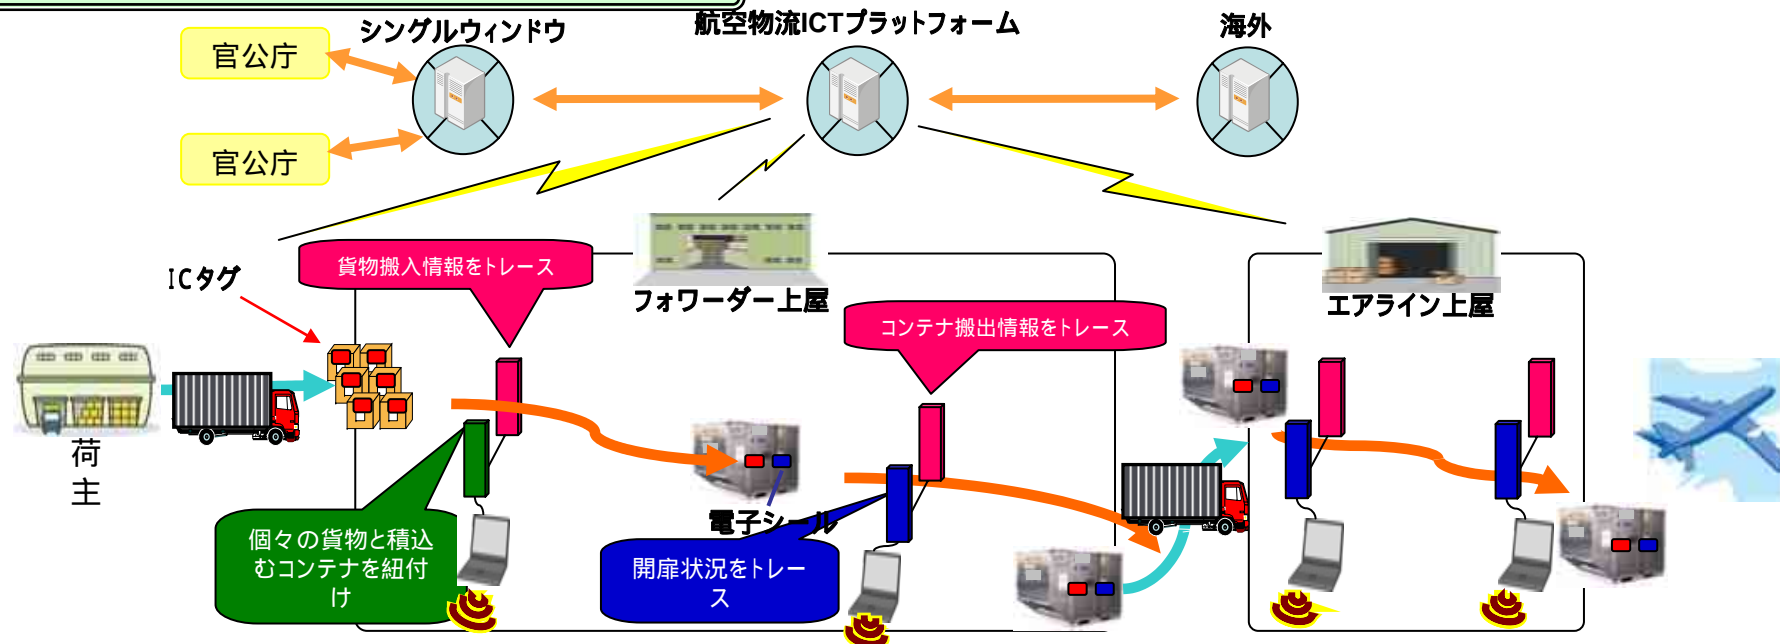 シングルウィンドウ
航空物流ICTプラットフォーム
海外
官公庁
官公庁
ICタグ
貨物搬入情報をトレース
フォワーダー上屋
コンテナ搬出情報をトレース
エアライン上屋
荷
主
電子シール
個々の貨物と積込
むコンテナを紐付
け
開扉状況をトレー
ス